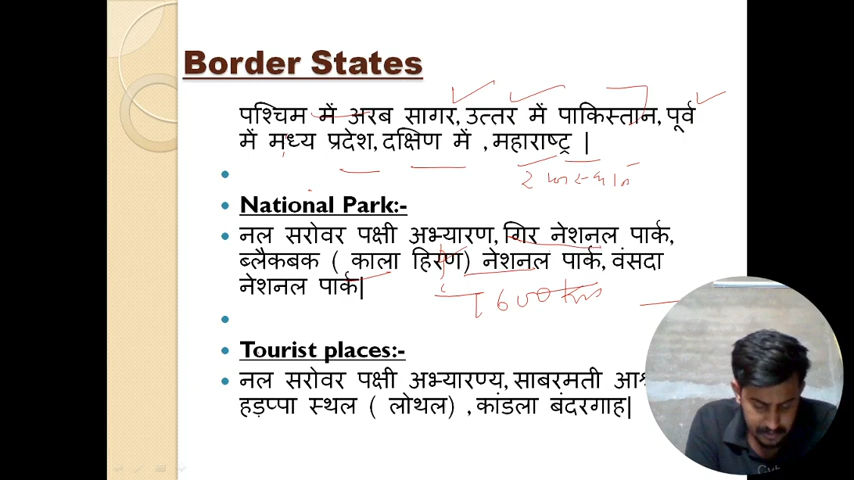 Border States
पश्चिम में अरब सागर, उत्तर में पाकिस्तान, पूर्व
में मध्य प्रदेश, दक्षिण में , महाराष्ट्र |
National Park:-
नल सरोवर पक्षी अभ्यारण, गिर नेशनल पार्क,
ब्लैकबक ( काला हिरण) नेशनल पार्क, वंसदा
नेशनल पार्क|
1600 km
Tourist places:-
नल सरोवर पक्षी अभ्यारण्य, साबरमती
हड़प्पा स्थल ( लोथल) , कांडला बंदरगाह|